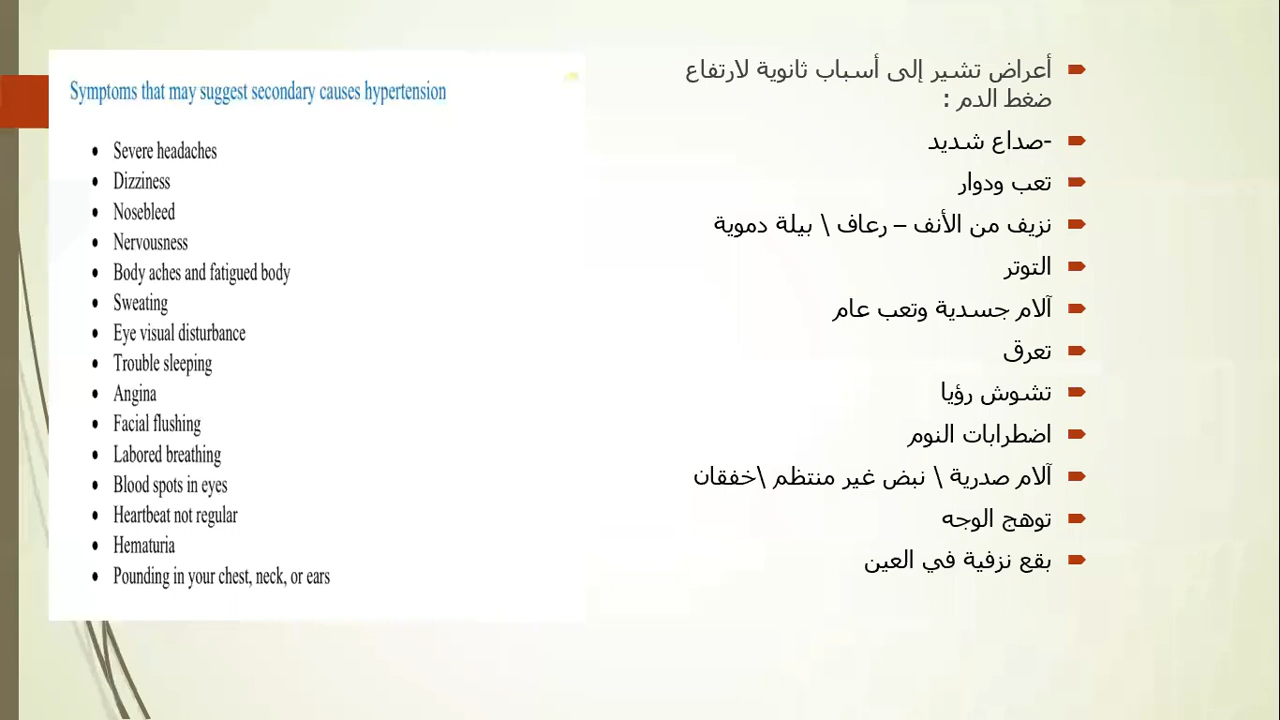 Symptoms that may suggest secondary causes hypertension
• Severe headaches
• Dizziness
• Nosebleed
• Nervousness
• Body aches and fatigued body
• Sweating
• Eye visual disturbance
• Trouble sleeping
• Angina
• Facial flushing
• Labored breathing
• Blood spots in eyes
• Heartbeat not regular
• Hematuria
• Pounding in your chest, neck, or ears
أعراض تشير إلى أسباب ثانوية لارتفاع
ضغط الدم :
-صداع شديد
تعب ودوار
نزيف من الأنف – رعاف \ بيلة دموية
التوتر
آلام جسدية وتعب عام
تعرق
تشوش رؤيا
اضطرابات النوم
آلام صدرية \ نبض غير منتظم \خفقان
توهج الوجه
بقع نزفية في العين